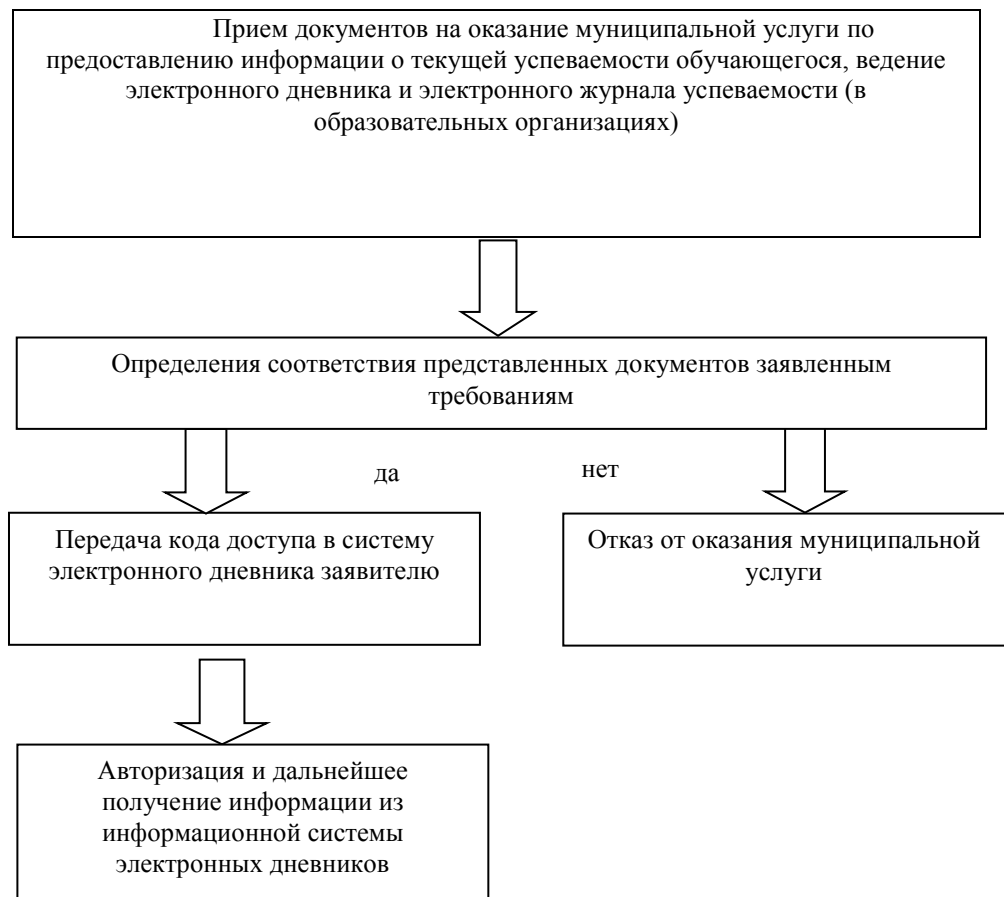 Прием документов на оказание муниципальной услуги по
предоставлению информации о текущей успеваемости обучающегося, ведение
электронного дневника и электронного журнала успеваемости (в
образовательных организациях)
Определения соответствия представленных документов заявленным
требованиям
да
нет
Передача кода доступа в систему
электронного дневника заявителю
Отказ от оказания муниципальной
услуги
Авторизация и дальнейшее
получение информации из
информационной системы
электронных дневников